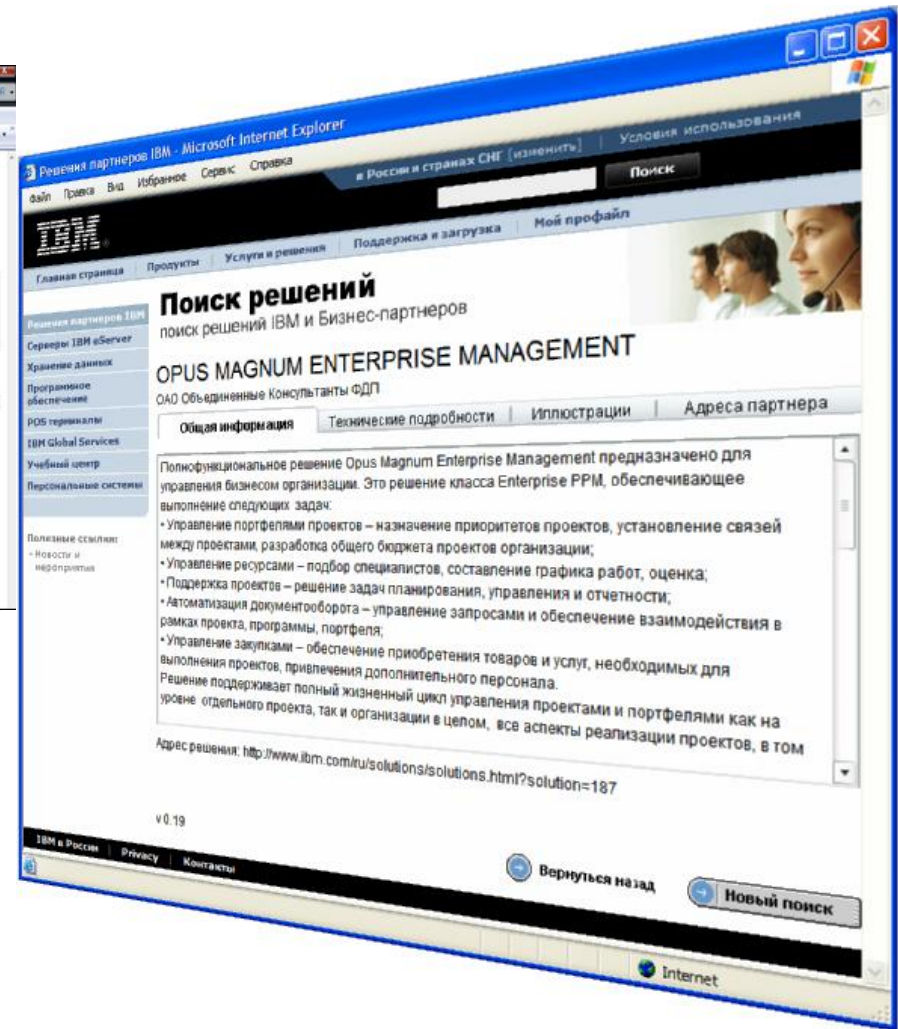 Решения партнеров IBM - Microsoft Internet Explorer
Файл Правка Вид Избранное Сервис Справка
в России и странах СНГ [изменить] | Условия использования
Поиск
IBM
Главная страница | Продукты | Услуги и решения | Поддержка и загрузка | Мой профайл
Решения партнеров IBM
Серверы IBM eServer
Хранение данных
Программное
обеспечение
POS терминалы
IBM Global Services
Учебный центр
Персональные системы
Полезные ссылки:
- Новости и
мероприятия
Поиск решений
поиск решений IBM и Бизнес-партнеров
OPUS MAGNUM ENTERPRISE MANAGEMENT
ОАО Объединенные Консультанты ФДП
Общая информация | Технические подробности | Иллюстрации | Адреса партнера
Полнофункциональное решение Opus Magnum Enterprise Management предназначено для
управления бизнесом организации. Это решение класса Enterprise PPM, обеспечивающее
выполнение следующих задач:
• Управление портфелями проектов – назначение приоритетов проектов, установление связей
между проектами, разработка общего бюджета проектов организации;
• Управление ресурсами – подбор специалистов, составление графика работ, оценка;
• Поддержка проектов – решение задач планирования, управления и отчетности;
• Автоматизация документооборота – управление запросами и обеспечение взаимодействия в
рамках проекта, программы, портфеля;
• Управление закупками – обеспечение приобретения товаров и услуг, необходимых для
выполнения проектов, привлечения дополнительного персонала.
Решение поддерживает полный жизненный цикл управления проектами и портфелями как на
уровне отдельного проекта, так и организации в целом, все аспекты реализации проектов, в том
Адрес решения: http://www.ibm.com/ru/solutions/solutions.html?solution=187
v 0.19
Вернуться назад
Новый поиск
IBM в России | Privacy | Контакты
Internet